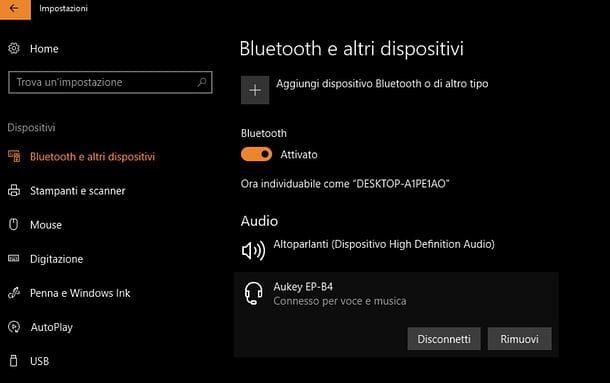 Impostazioni
Home
Trova un'impostazione
Dispositivi
Bluetooth e altri dispositivi
Stampanti e scanner
Mouse
Digitazione
Penna e Windows Ink
AutoPlay
USB
Bluetooth e altri dispositivi
Aggiungi dispositivo Bluetooth o di altro tipo
Bluetooth
Attivato
Ora individuabile come “DESKTOP-A1PE1AO”
Audio
Altoparlanti (Dispositivo High Definition Audio)
Aukey EP-B4
Connesso per voce e musica
Disconnetti
Rimuovi